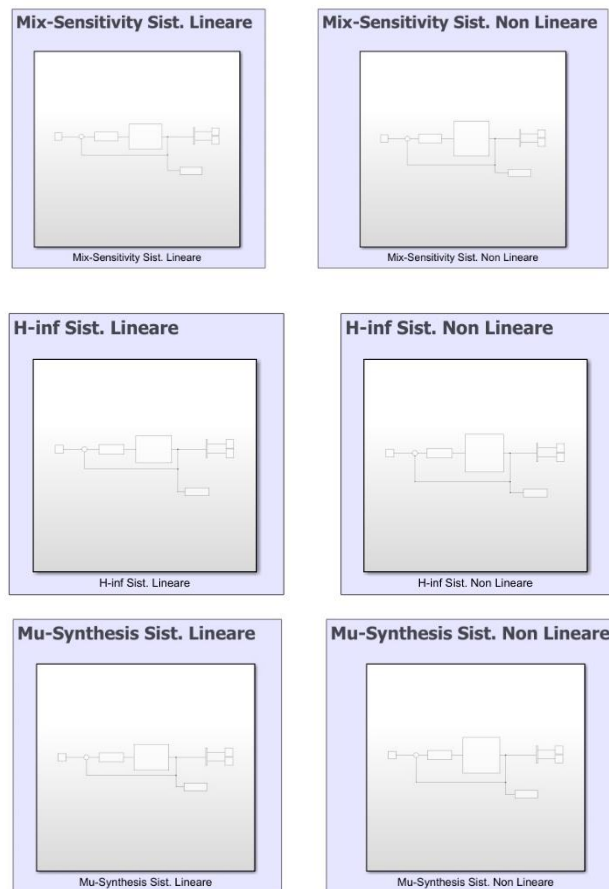 Mix-Sensitivity Sist. Lineare
Mix-Sensitivity Sist. Non Lineare
Mix-Sensitivity Sist. Lineare
Mix-Sensitivity Sist. Non Lineare
H-inf Sist. Lineare
H-inf Sist. Non Lineare
H-inf Sist. Lineare
H-inf Sist. Non Lineare
Mu-Synthesis Sist. Lineare
Mu-Synthesis Sist. Non Lineare
Mu-Synthesis Sist. Lineare
Mu-Synthesis Sist. Non Lineare